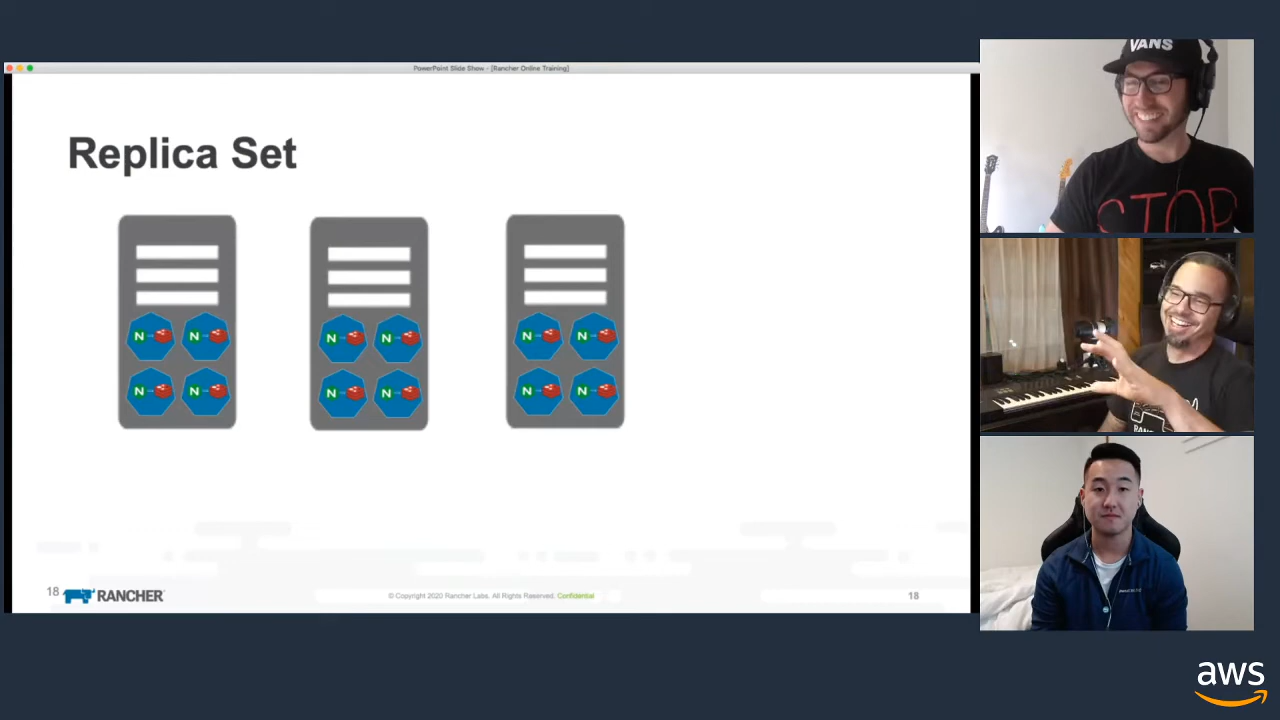 PowerPoint Slide Show - [Rancher Online Training]
Replica Set
N N N N N N
N N N N N N
18 RANCHER
© Copyright 2020 Rancher Labs. All Rights Reserved. Confidential
18
VANS
STOP
aws